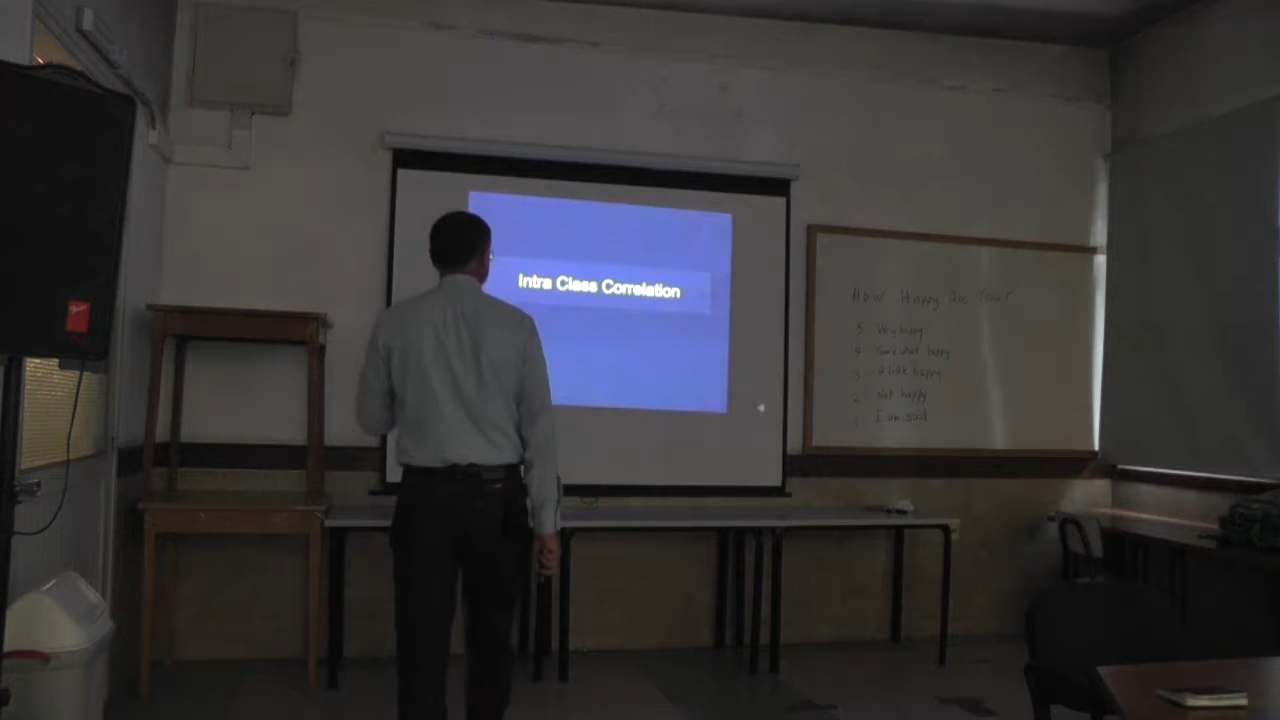 Intra Class Correlation
How Happy Are You?
5 Very happy
4 Somewhat happy
3 a little happy
2 Not happy
1 I am sad